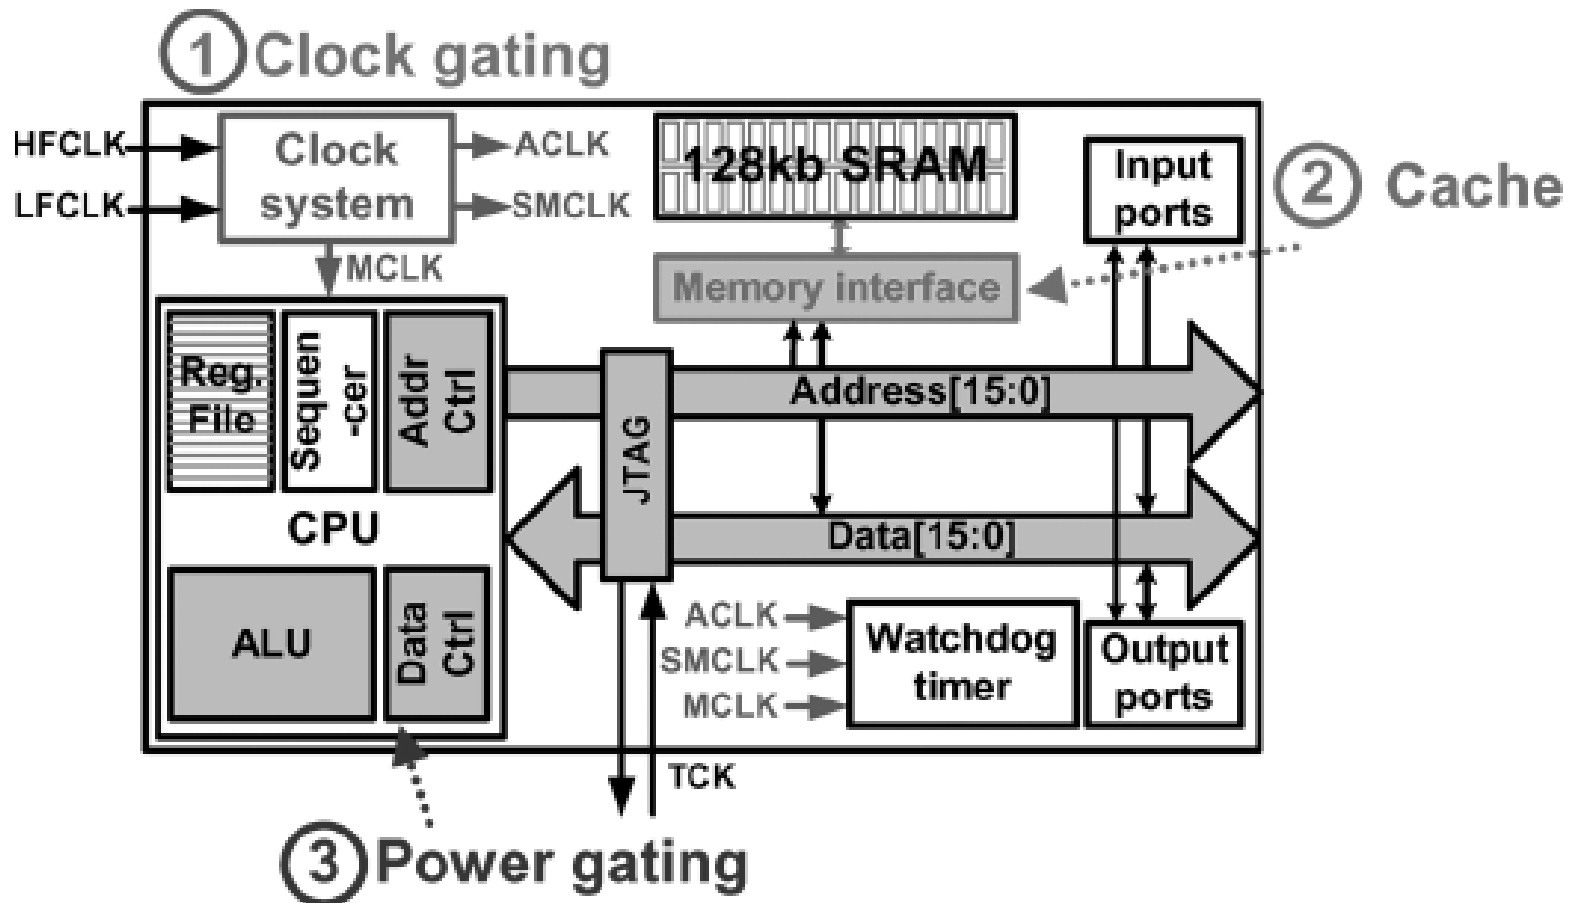 1 Clock gating
HFCLK
LFCLK
Clock
system
ACLK
SMCLK
MCLK
128kb SRAM
Memory interface
Input
ports
2 Cache
Reg.
File
Sequen
-cer
Addr
Ctrl
CPU
ALU
Data
Ctrl
JTAG
Address[15:0]
Data[15:0]
ACLK
SMCLK
MCLK
Watchdog
timer
Output
ports
TCK
3 Power gating